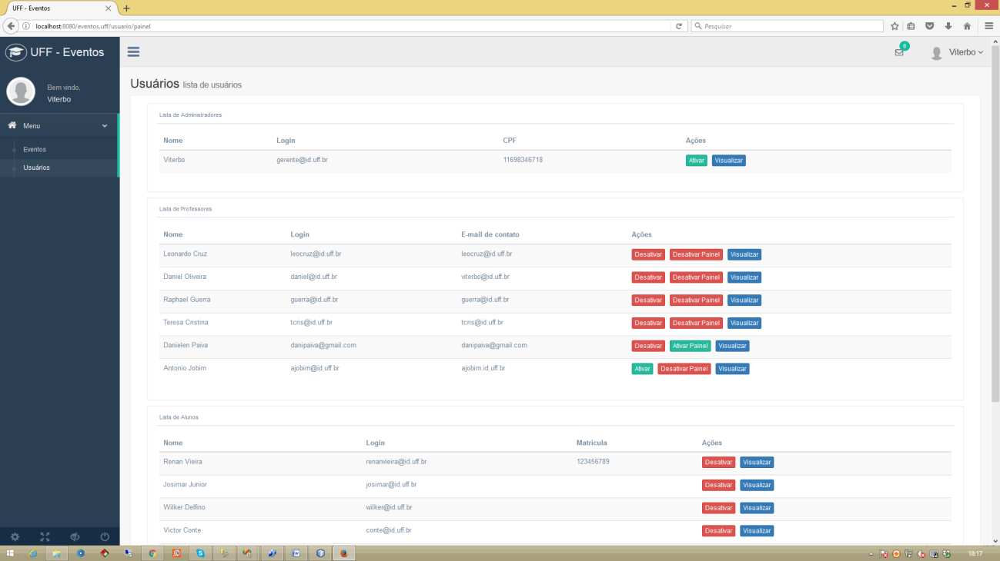 UFF - Eventos
localhost:8080/eventos.uff/usuario/painel
Pesquisar
UFF - Eventos
6
Viterbo
Bem vindo,
Viterbo
Menu
Eventos
Usuários
Usuários lista de usuários
Lista de Administradores
Nome Login CPF Ações
Viterbo gerente@id.uff.br 11698346718 Ativar Visualizar
Lista de Professores
Nome Login E-mail de contato Ações
Leonardo Cruz leocruz@id.uff.br leocruz@id.uff.br Desativar Desativar Painel Visualizar
Daniel Oliveira daniel@id.uff.br viterbo@id.uff.br Desativar Desativar Painel Visualizar
Raphael Guerra guerra@id.uff.br guerra@id.uff.br Desativar Desativar Painel Visualizar
Teresa Cristina tcris@id.uff.br tcris@id.uff.br Desativar Desativar Painel Visualizar
Danielen Paiva danipaiva@gmail.com danipaiva@gmail.com Desativar Ativar Painel Visualizar
Antonio Jobim ajobim@id.uff.br ajobim.id.uff.br Ativar Desativar Painel Visualizar
Lista de Alunos
Nome Login Matricula Ações
Renan Vieira renanvieira@id.uff.br 123456789 Desativar Visualizar
Josimar Junior josimar@id.uff.br Desativar Visualizar
Wilker Delfino wilker@id.uff.br Desativar Visualizar
Victor Conte conte@id.uff.br Desativar Visualizar
18:17